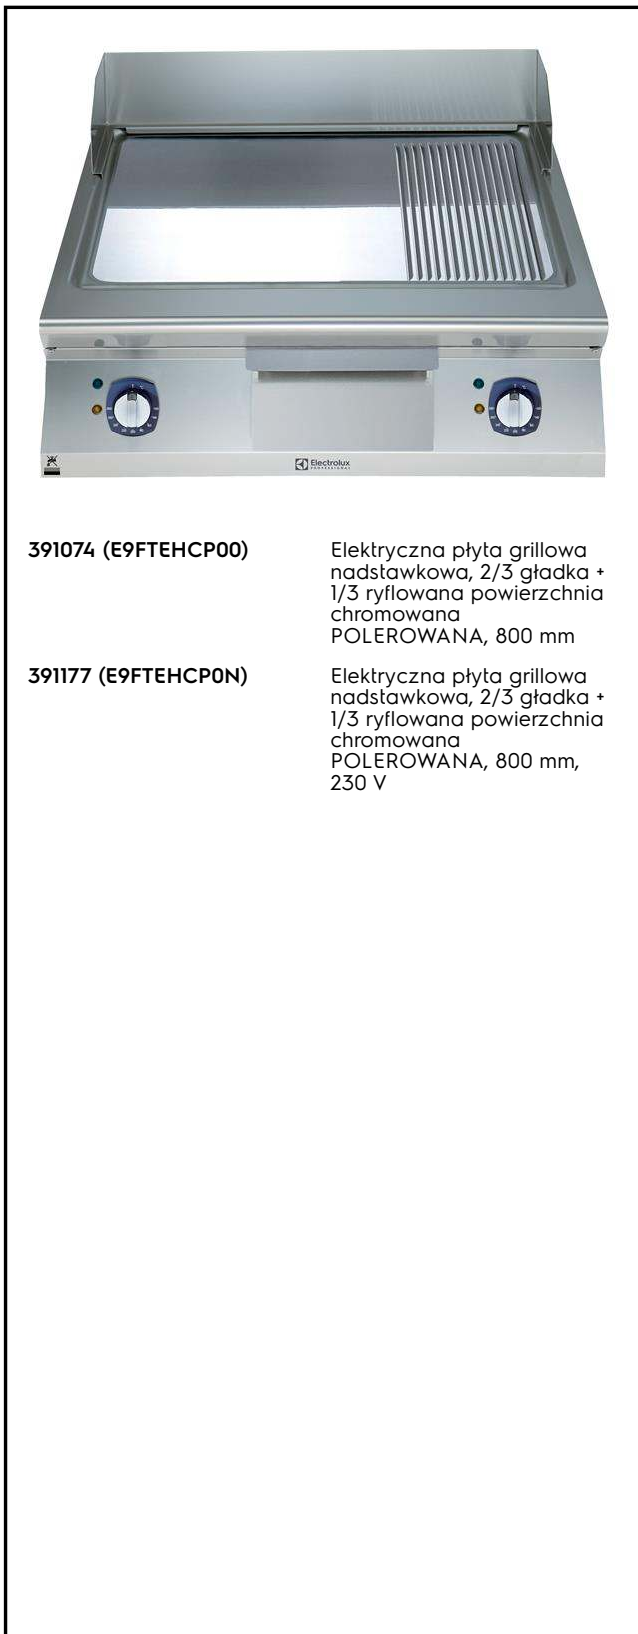 Electrolux
PROFESSIONAL
391074 (E9FTEHCP00)
Elektryczna płyta grillowa
nadstawkowa, 2/3 gładka +
1/3 ryflowana powierzchnia
chromowana
POLEROWANA, 800 mm
391177 (E9FTEHCP0N)
Elektryczna płyta grillowa
nadstawkowa, 2/3 gładka +
1/3 ryflowana powierzchnia
chromowana
POLEROWANA, 800 mm,
230 V